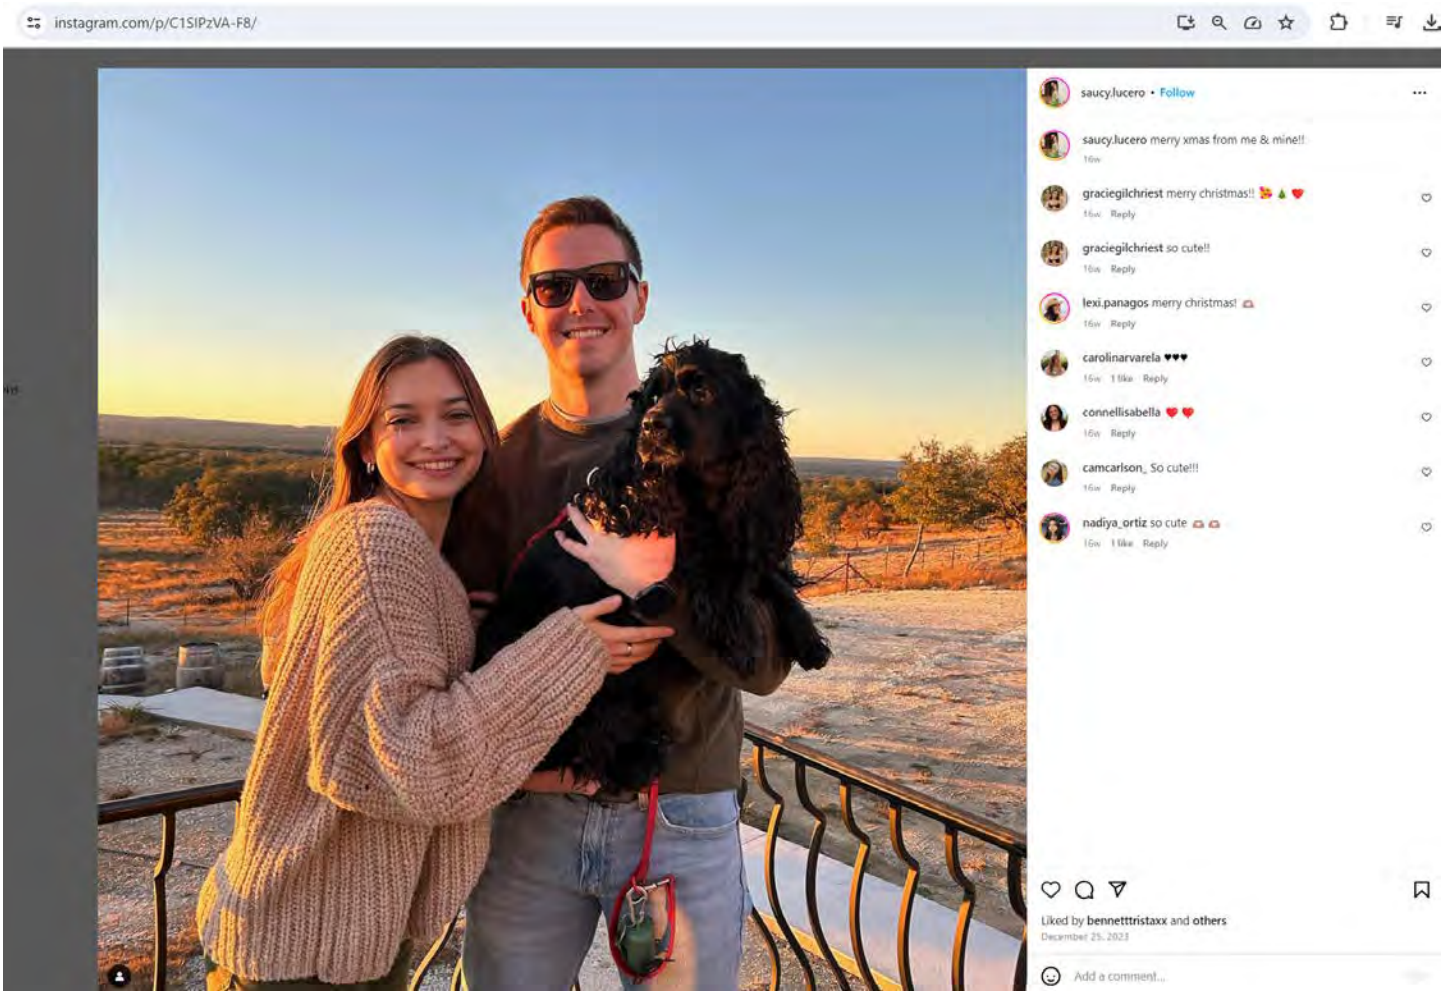 instagram.com/p/C1SIPzVA-F8/
saucy.lucero • Follow
saucy.lucero merry xmas from me & mine!!
16w
graciegilchriest merry christmas!! 🥰 🎄 ❤️
16w Reply
graciegilchriest so cute!!
16w Reply
lexi.panagos merry christmas! 🫶🏼
16w Reply
carolinarvarela ♥♥♥
16w 1 like Reply
connellisabella ❤️ ❤️
16w Reply
camcarlson_ So cute!!!
16w Reply
nadiya_ortiz so cute 🫶🏼 🫶🏼
16w 1 like Reply
Liked by bennetttristaxx and others
December 25, 2023
Add a comment...